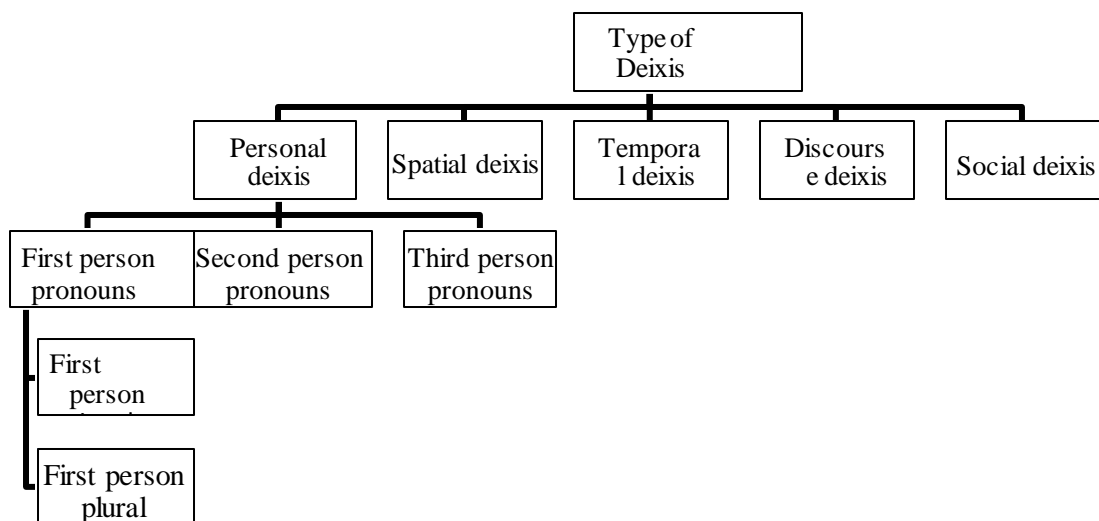 Type of
Deixis
Personal
deixis
Spatial deixis
Tempora
l deixis
Discours
e deixis
Social deixis
First person
pronouns
Second person
pronouns
Third person
pronouns
First
person
First person
plural